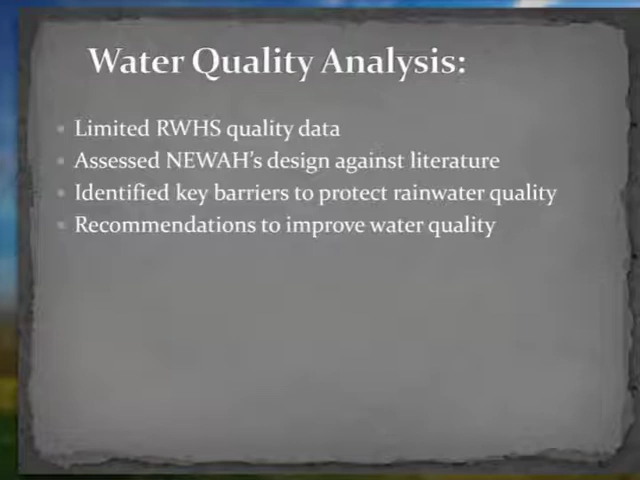 Water Quality Analysis:
Limited RWHS quality data
Assessed NEWAH's design against literature
Identified key barriers to protect rainwater quality
Recommendations to improve water quality